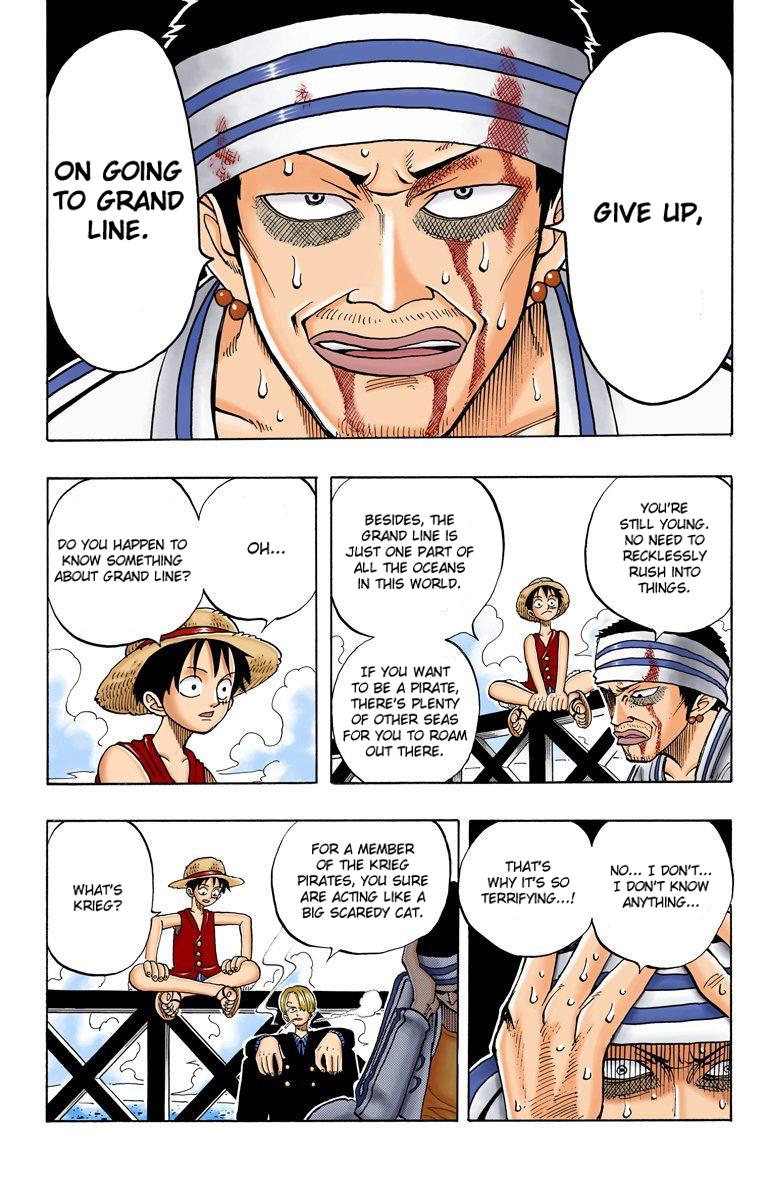 GIVE UP,
ON GOING
TO GRAND
LINE.
YOU'RE
STILL YOUNG.
NO NEED TO
RECKLESSLY
RUSH INTO
THINGS.
BESIDES, THE
GRAND LINE IS
JUST ONE PART OF
ALL THE OCEANS
IN THIS WORLD.
IF YOU WANT
TO BE A PIRATE,
THERE'S PLENTY
OF OTHER SEAS
FOR YOU TO ROAM
OUT THERE.
OH...
DO YOU HAPPEN TO
KNOW SOMETHING
ABOUT GRAND LINE?
NO... I DON'T...
I DON'T KNOW
ANYTHING...
THAT'S
WHY IT'S SO
TERRIFYING...!
FOR A MEMBER
OF THE KRIEG
PIRATES, YOU SURE
ARE ACTING LIKE A
BIG SCAREDY CAT.
WHAT'S
KRIEG?